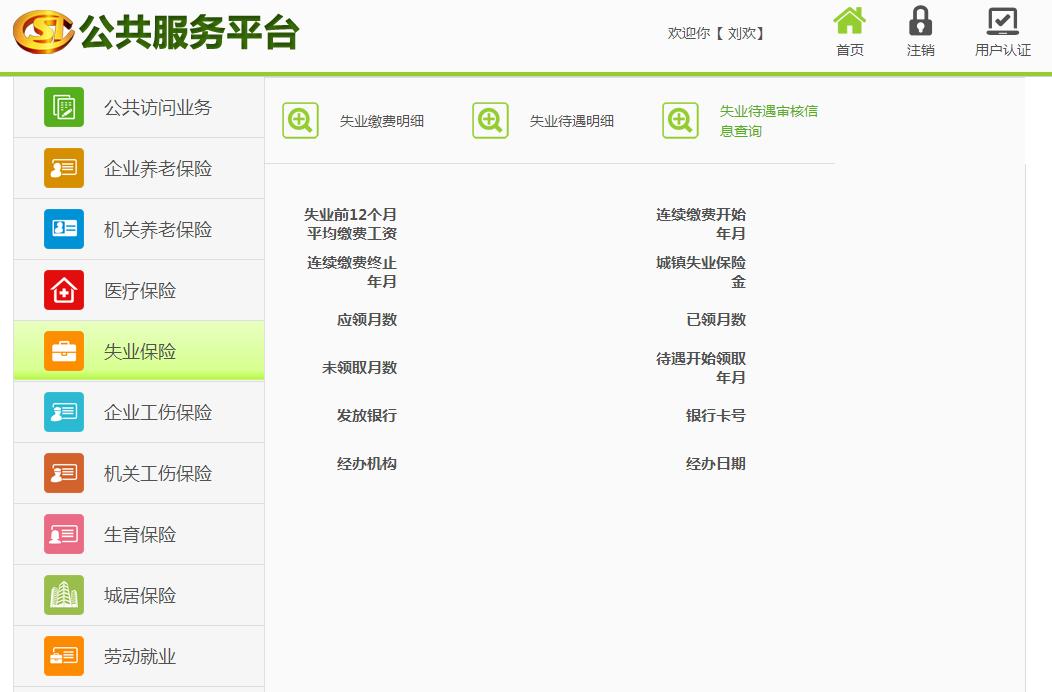 公共服务平台
欢迎你【 刘欢】
首页
注销
用户认证
公共访问业务
企业养老保险
机关养老保险
医疗保险
失业保险
企业工伤保险
机关工伤保险
生育保险
城居保险
劳动就业
失业缴费明细
失业待遇明细
失业待遇审核信
息查询
失业前12个月
平均缴费工资
连续缴费开始
年月
连续缴费终止
年月
城镇失业保险
金
应领月数
已领月数
未领取月数
待遇开始领取
年月
发放银行
银行卡号
经办机构
经办日期